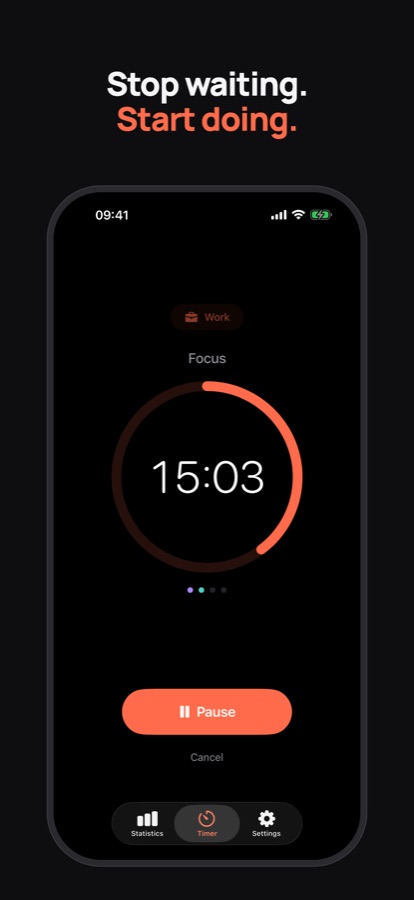 Stop waiting.
Start doing.
09:41
Work
Focus
15:03
Pause
Cancel
Statistics
Timer
Settings